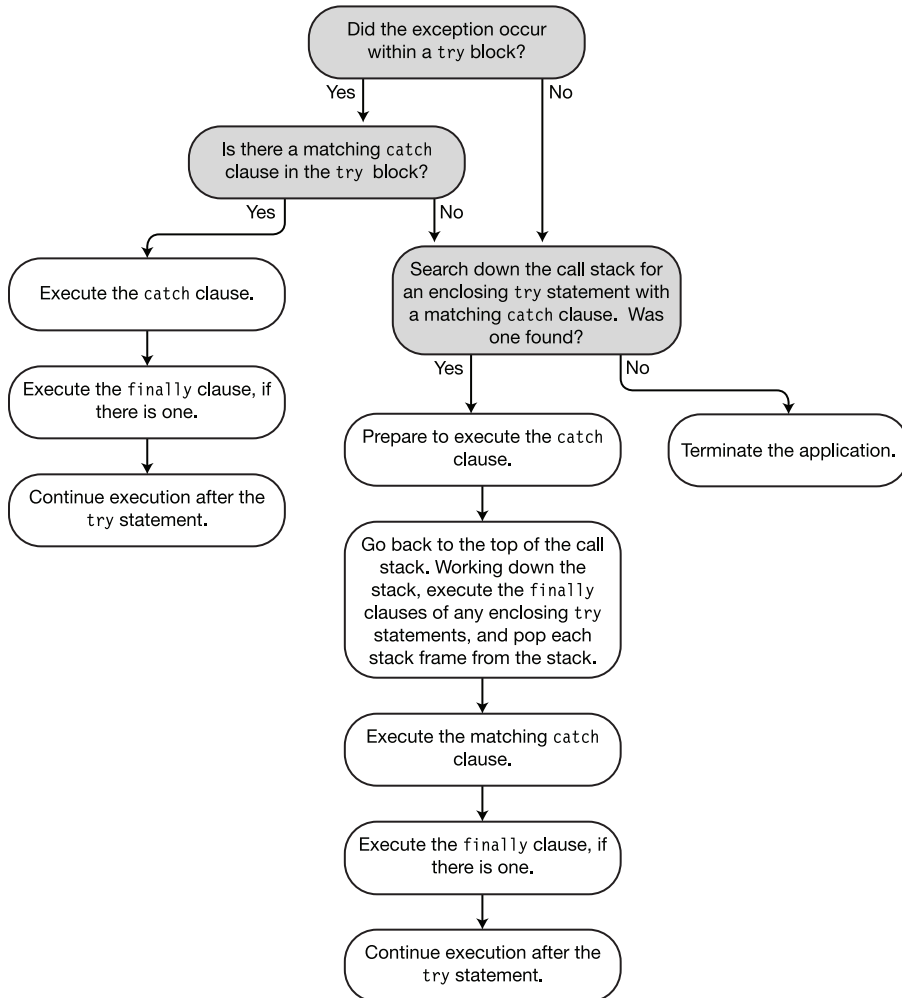 Did the exception occur
within a try block?
Yes
No
Is there a matching catch
clause in the try block?
Yes
No
Execute the catch clause.
Execute the finally clause, if
there is one.
Continue execution after the
try statement.
Search down the call stack for
an enclosing try statement with
a matching catch clause.  Was
one found?
Yes
No
Prepare to execute the catch
clause.
Terminate the application.
Go back to the top of the call
stack. Working down the
stack, execute the finally
clauses of any enclosing try
statements, and pop each
stack frame from the stack.
Execute the matching catch
clause.
Execute the finally clause, if
there is one.
Continue execution after the
try statement.